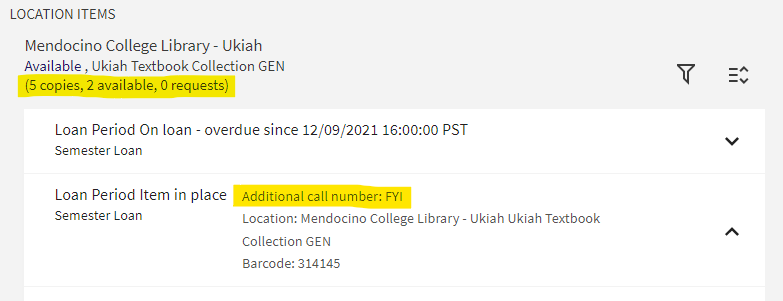 LOCATION ITEMS
Mendocino College Library - Ukiah
Available , Ukiah Textbook Collection GEN
(5 copies, 2 available, 0 requests)
Loan Period On loan - overdue since 12/09/2021 16:00:00 PST
Semester Loan
Loan Period Item in place
Semester Loan
Additional call number: FYI
Location: Mendocino College Library - Ukiah Ukiah Textbook
Collection GEN
Barcode: 314145